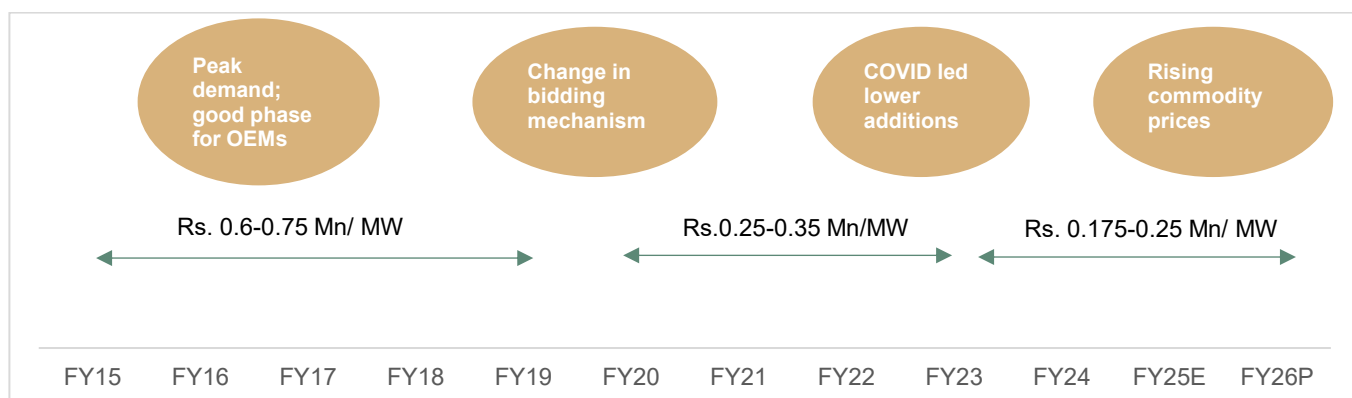 Peak
demand;
good phase
for OEMs
Change in
bidding
mechanism
COVID led
lower
additions
Rising
commodity
prices
Rs. 0.6-0.75 Mn/ MW
Rs.0.25-0.35 Mn/MW
Rs. 0.175-0.25 Mn/ MW
FY15 FY16 FY17 FY18 FY19 FY20 FY21 FY22 FY23 FY24 FY25E FY26P